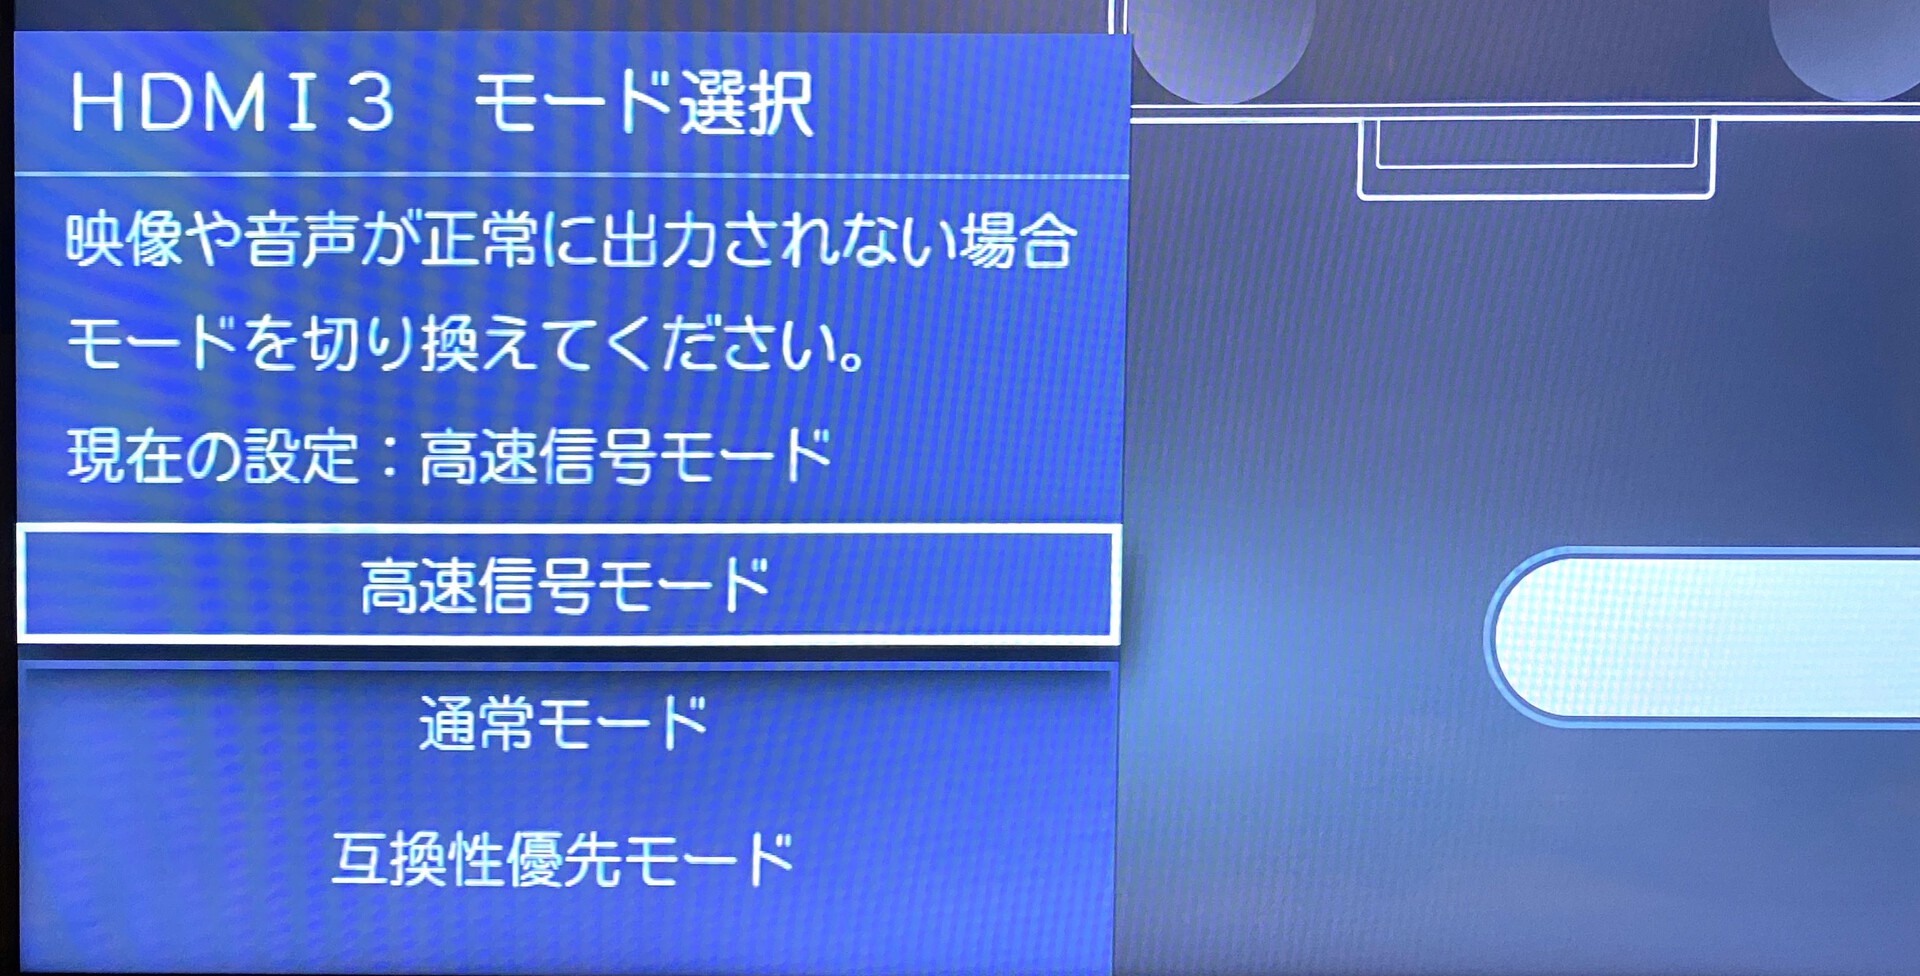 HDMI3 モード選択
映像や音声が正常に出力されない場合
モードを切り換えてください。
現在の設定：高速信号モード
高速信号モード
通常モード
互換性優先モード